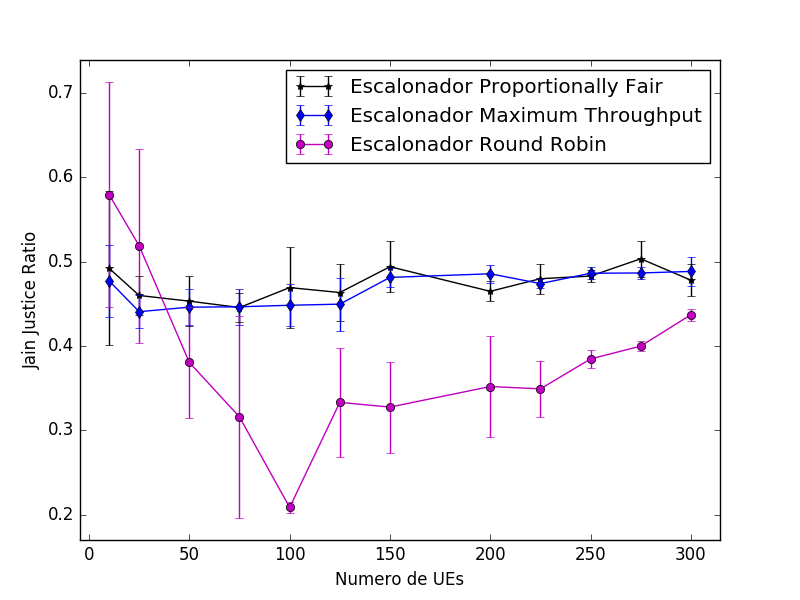 Escalonador Proportionally Fair
Escalonador Maximum Throughput
Escalonador Round Robin
Jain Justice Ratio
0.7
0.6
0.5
0.4
0.3
0.2
0
50
100
150
200
250
300
Numero de UEs